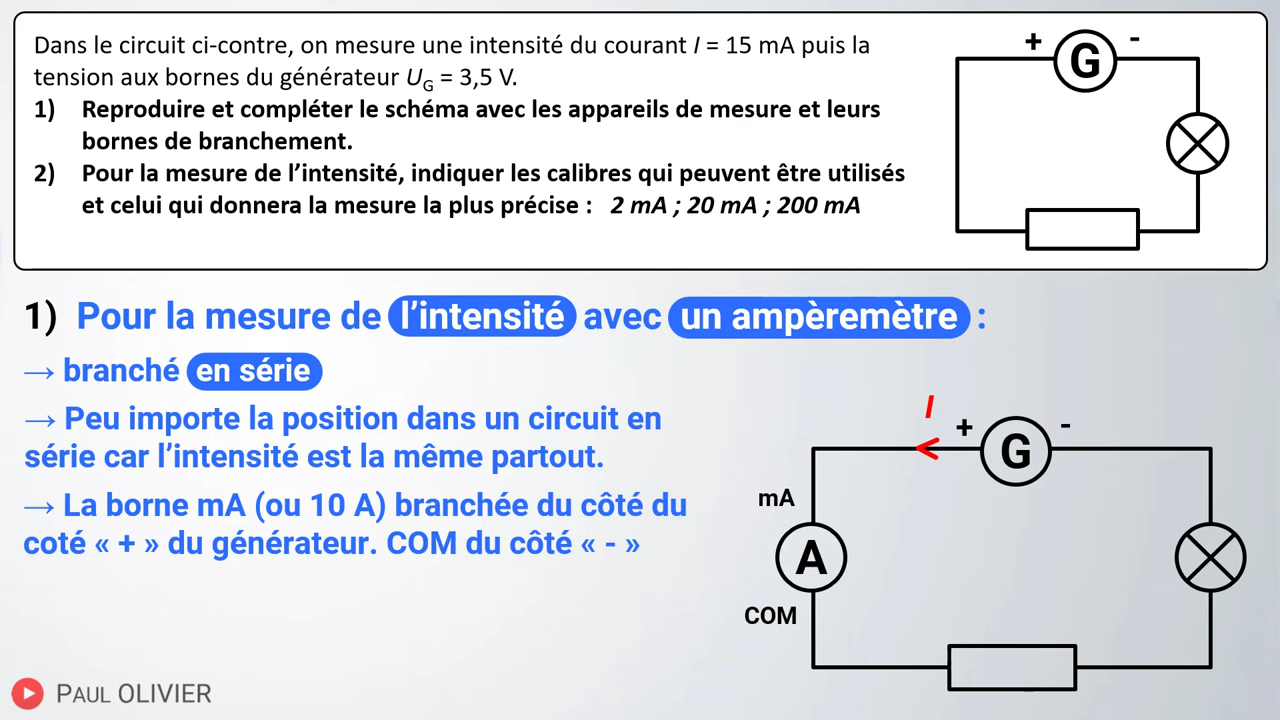 Dans le circuit ci-contre, on mesure une intensité du courant I = 15 mA puis la
tension aux bornes du générateur UG = 3,5 V.
1) Reproduire et compléter le schéma avec les appareils de mesure et leurs
bornes de branchement.
2) Pour la mesure de l’intensité, indiquer les calibres qui peuvent être utilisés
et celui qui donnera la mesure la plus précise : 2 mA ; 20 mA ; 200 mA
+ G -
1) Pour la mesure de l’intensité avec un ampèremètre :
→ branché en série
→ Peu importe la position dans un circuit en
série car l’intensité est la même partout.
→ La borne mA (ou 10 A) branchée du côté du
coté « + » du générateur. COM du côté « - »
I
+ G -
mA
A
COM
PAUL OLIVIER